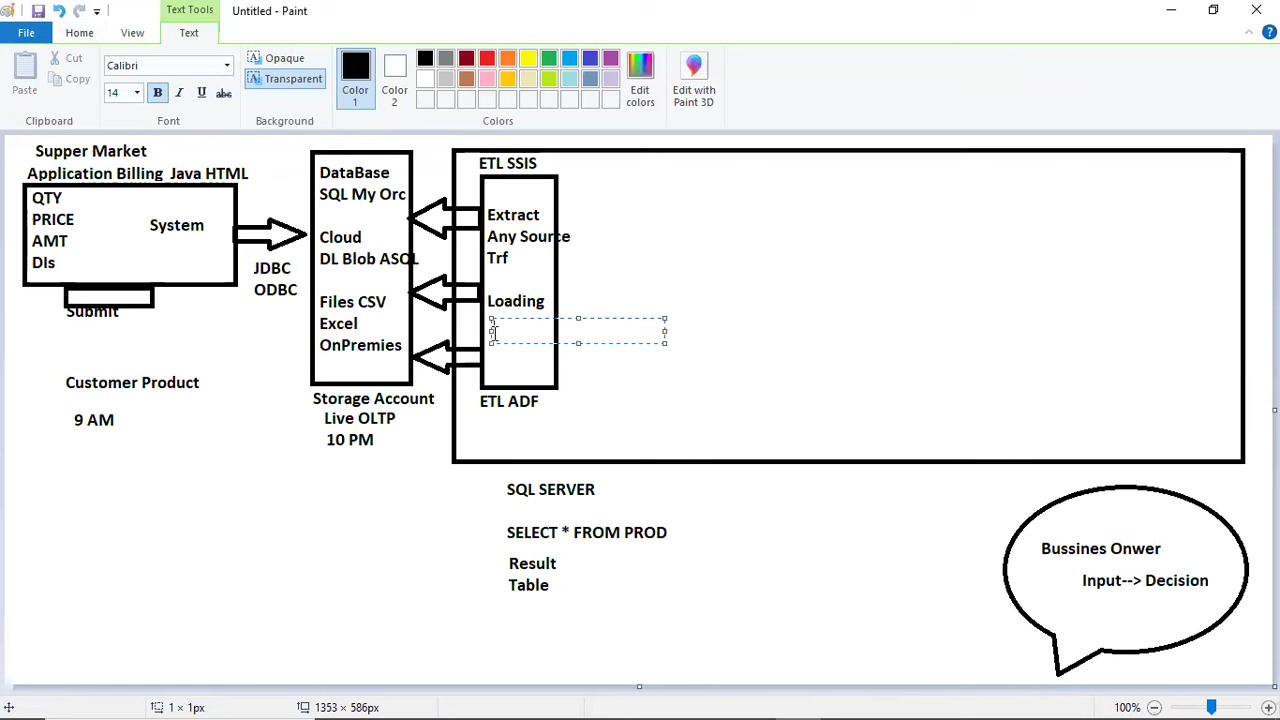 Text Tools
Untitled - Paint
File
Home
View
Text
Paste
Cut
Copy
Clipboard
Calibri
14
B
I
U
abc
Font
Opaque
Transparent
Background
Color
1
Color
2
Edit
colors
Colors
Edit with
Paint 3D
Supper Market
Application Billing Java HTML
QTY
PRICE
AMT
DIs
System
Submit
Customer Product
9 AM
JDBC
ODBC
DataBase
SQL My Orc
Cloud
DL Blob ASQL
Files CSV
Excel
OnPremies
Storage Account
Live OLTP
10 PM
ETL SSIS
Extract
Any Source
Trf
Loading
ETL ADF
SQL SERVER
SELECT * FROM PROD
Result
Table
Bussines Onwer
Input--> Decision
1 × 1px
1353 × 586px
100%